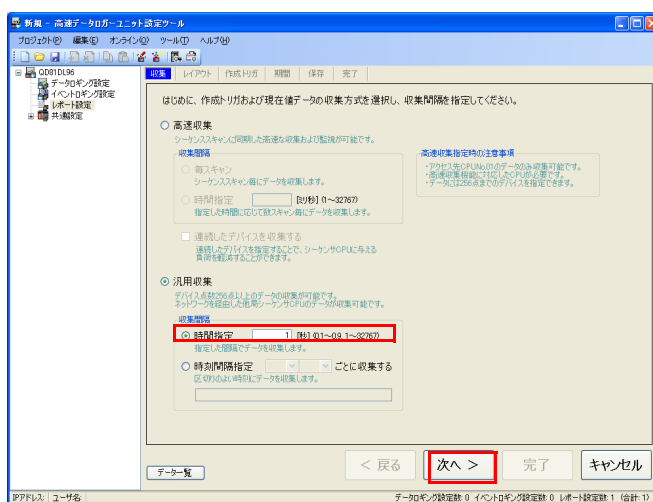 新規 - 高速データロガーユニット設定ツール
プロジェクト(P) 編集(E) オンライン(O) ツール(T) ヘルプ(H)
QD81DL96
データロギング設定
イベントロギング設定
レポート設定
共通設定
収集 レイアウト 作成トリガ 期間 保存 完了
はじめに、作成トリガおよび現在値データの収集方式を選択し、収集間隔を指定してください。
高速収集
シーケンススキャンに同期した高速な収集および監視が可能です。
収集間隔
毎スキャン
シーケンススキャン毎にデータを収集します。
時間指定 [ミリ秒] (1～32767)
指定した時間に応じて数スキャン毎にデータを収集します。
連続したデバイスを収集する
連続したデバイスを指定することで、シーケンサCPUに与える
負荷を軽減することができます。
高速収集指定時の注意事項
・アクセス先CPUNo.01のデータのみ収集可能です。
・高速収集機能に対応したCPUが必要です。
・データには256点までのデバイスを指定できます。
汎用収集
デバイス点数256点以上のデータの収集が可能です。
ネットワークを経由した他局シーケンサCPUのデータが収集可能です。
収集間隔
時間指定 1 [秒] (0.1～0.9, 1～32767)
指定した間隔でデータを収集します。
時刻間隔指定 ごとに収集する
区切りのよい時刻にデータを収集します。
データ一覧 < 戻る 次へ > 完了 キャンセル
IPアドレス: ユーザ名: データロギング設定数: 0 イベントロギング設定数: 0 レポート設定数: 1 (合計: 1)